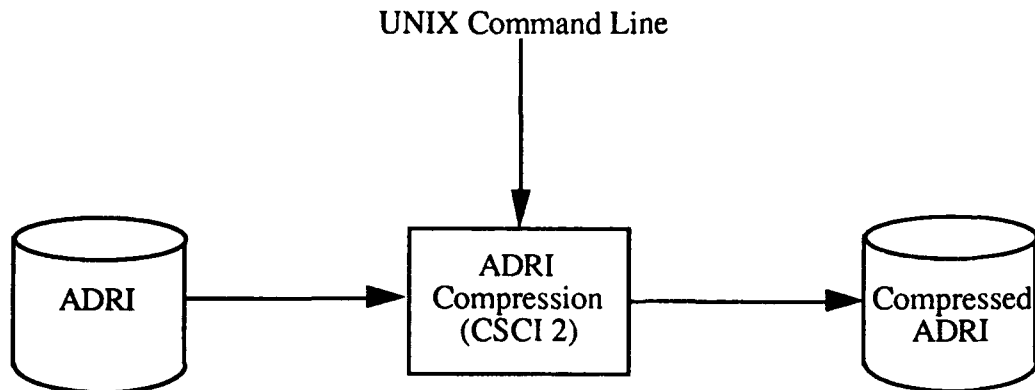 UNIX Command Line
ADRI
ADRI
Compression
(CSCI 2)
Compressed
ADRI